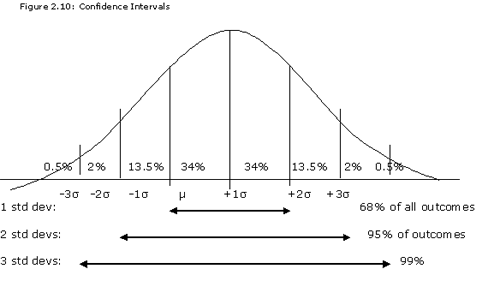 Figure 2.10: Confidence Intervals
0.5% 2% 13.5% 34% 34% 13.5% 2% 0.5%
-3σ -2σ -1σ μ +1σ +2σ +3σ
1 std dev: 68% of all outcomes
2 std devs: 95% of outcomes
3 std devs: 99%